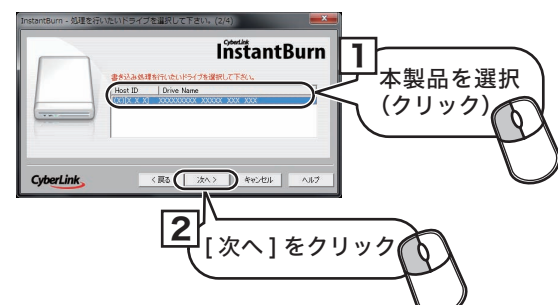 InstantBurn - 処理を行いたいドライブを選択して下さい。(2/4)
CyberLink
InstantBurn
書き込み処理を行いたいドライブを選択して下さい。
Host ID Drive Name
XXXXXXXXX XXXXX XXX XXX
1
本製品を選択
(クリック)
CyberLink
< 戻る 次へ > キャンセル ヘルプ
2
[ 次へ ] をクリック